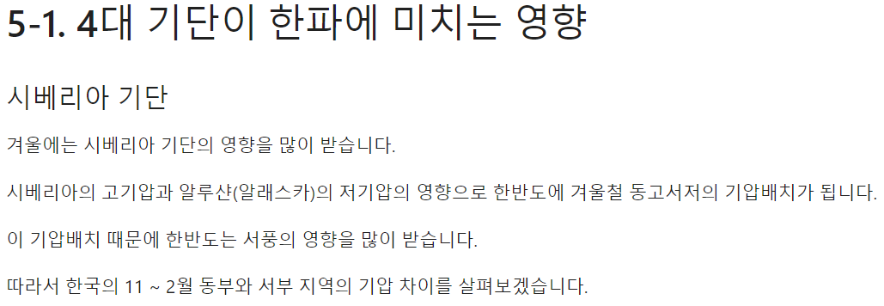 5-1. 4대 기단이 한파에 미치는 영향
시베리아 기단
겨울에는 시베리아 기단의 영향을 많이 받습니다.
시베리아의 고기압과 알루샨(알래스카)의 저기압의 영향으로 한반도에 겨울철 동고서저의 기압배치가 됩니다.
이 기압배치 때문에 한반도는 서풍의 영향을 많이 받습니다.
따라서 한국의 11 ~ 2월 동부와 서부 지역의 기압 차이를 살펴보겠습니다.